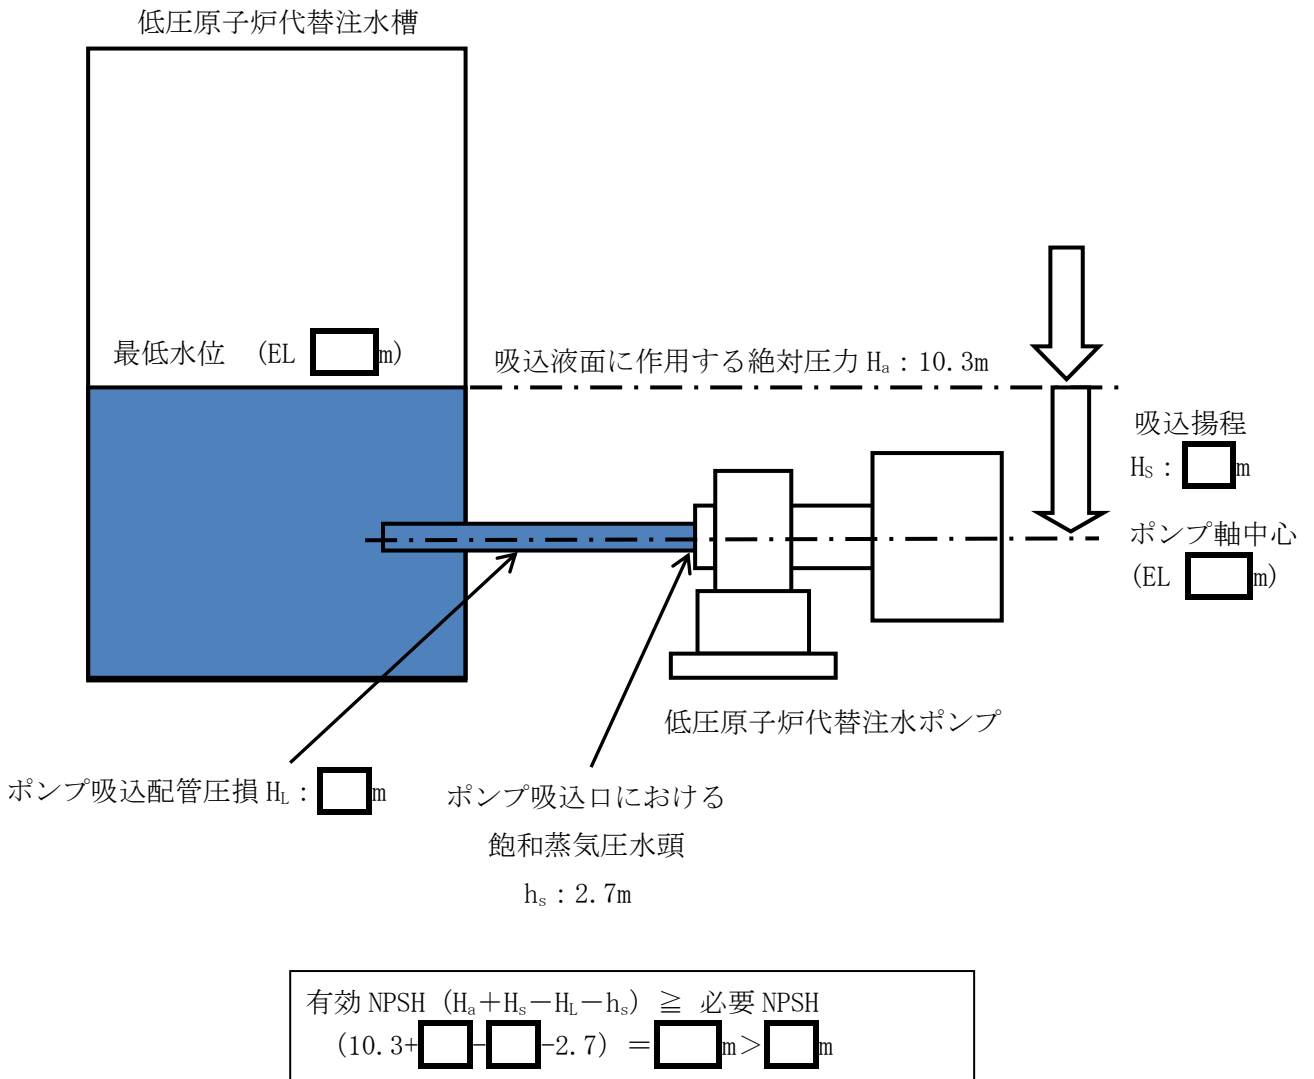 低圧原子炉代替注水槽
最低水位 (EL □m)
吸込液面に作用する絶対圧力 Ha：10.3m
吸込揚程
HS：□m
ポンプ軸中心
(EL □m)
低圧原子炉代替注水ポンプ
ポンプ吸込配管圧損 HL：□m
ポンプ吸込口における
飽和蒸気圧水頭
hs：2.7m
有効 NPSH (Ha＋Hs－HL－hs) ≧ 必要 NPSH
(10.3+□-□-2.7) ＝□m＞□m